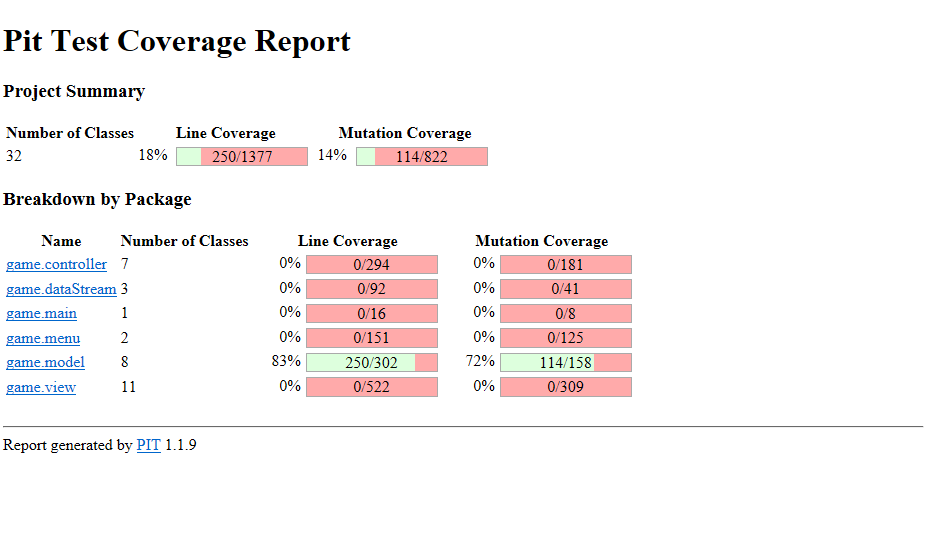 Pit Test Coverage Report
Project Summary
Number of Classes Line Coverage Mutation Coverage
32 18% 250/1377 14% 114/822
Breakdown by Package
Name Number of Classes Line Coverage Mutation Coverage
game.controller 7 0% 0/294 0% 0/181
game.dataStream 3 0% 0/92 0% 0/41
game.main 1 0% 0/16 0% 0/8
game.menu 2 0% 0/151 0% 0/125
game.model 8 83% 250/302 72% 114/158
game.view 11 0% 0/522 0% 0/309
Report generated by PIT 1.1.9